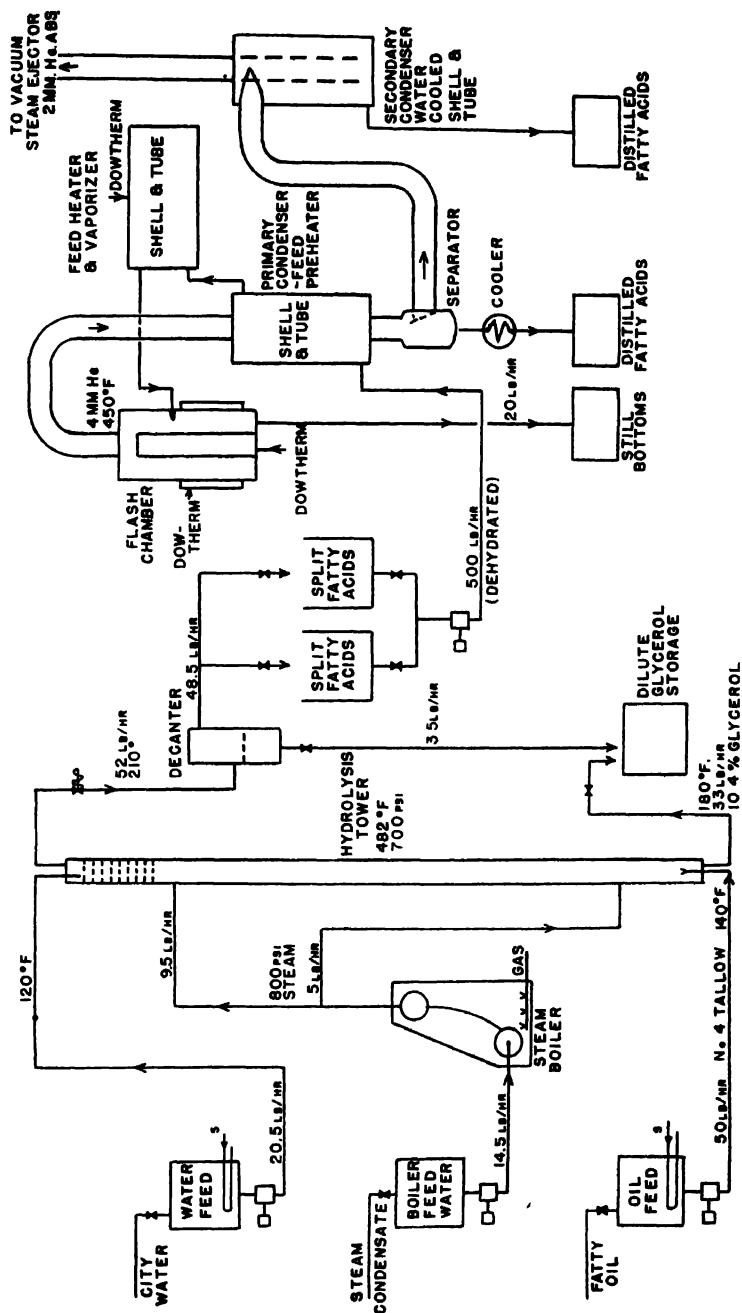 TO VACUUM
STEAM EJECTOR
2 MM. HG. ABS.
SECONDARY
CONDENSER
WATER
COOLED
SHELL &
TUBE
DISTILLED
FATTY ACIDS
FEED HEATER
& VAPORIZER
DOWTHERM
SHELL & TUBE
PRIMARY
CONDENSER
-FEED
PREHEATER
SHELL
& TUBE
SEPARATOR
COOLER
20 LB/HR
DISTILLED
FATTY ACIDS
4 MM HG
450°F
FLASH
CHAMBER
DOW-
THERM
DOWTHERM
STILL
BOTTOMS
500 LB/HR
(DEHYDRATED)
48.5 LB/HR
SPLIT
FATTY
ACIDS
SPLIT
FATTY
ACIDS
52 LB/HR
210°
DECANTER
3 5 LB/HR
DILUTE
GLYCEROL
STORAGE
HYDROLYSIS
TOWER
482°F
700 PSI
180°F.
33 LB/HR
10 4 % GLYCEROL
120°F
9.5 LB/HR
800 PSI
STEAM
5 LB/HR
GAS
STEAM
BOILER
20.5 LB/HR
14.5 LB/HR
50 LB/HR No. 4 TALLOW 140°F
CITY
WATER
WATER
FEED
S
STEAM
CONDENSATE
BOILER
FEED
WATER
FATTY
OIL
OIL
FEED
S